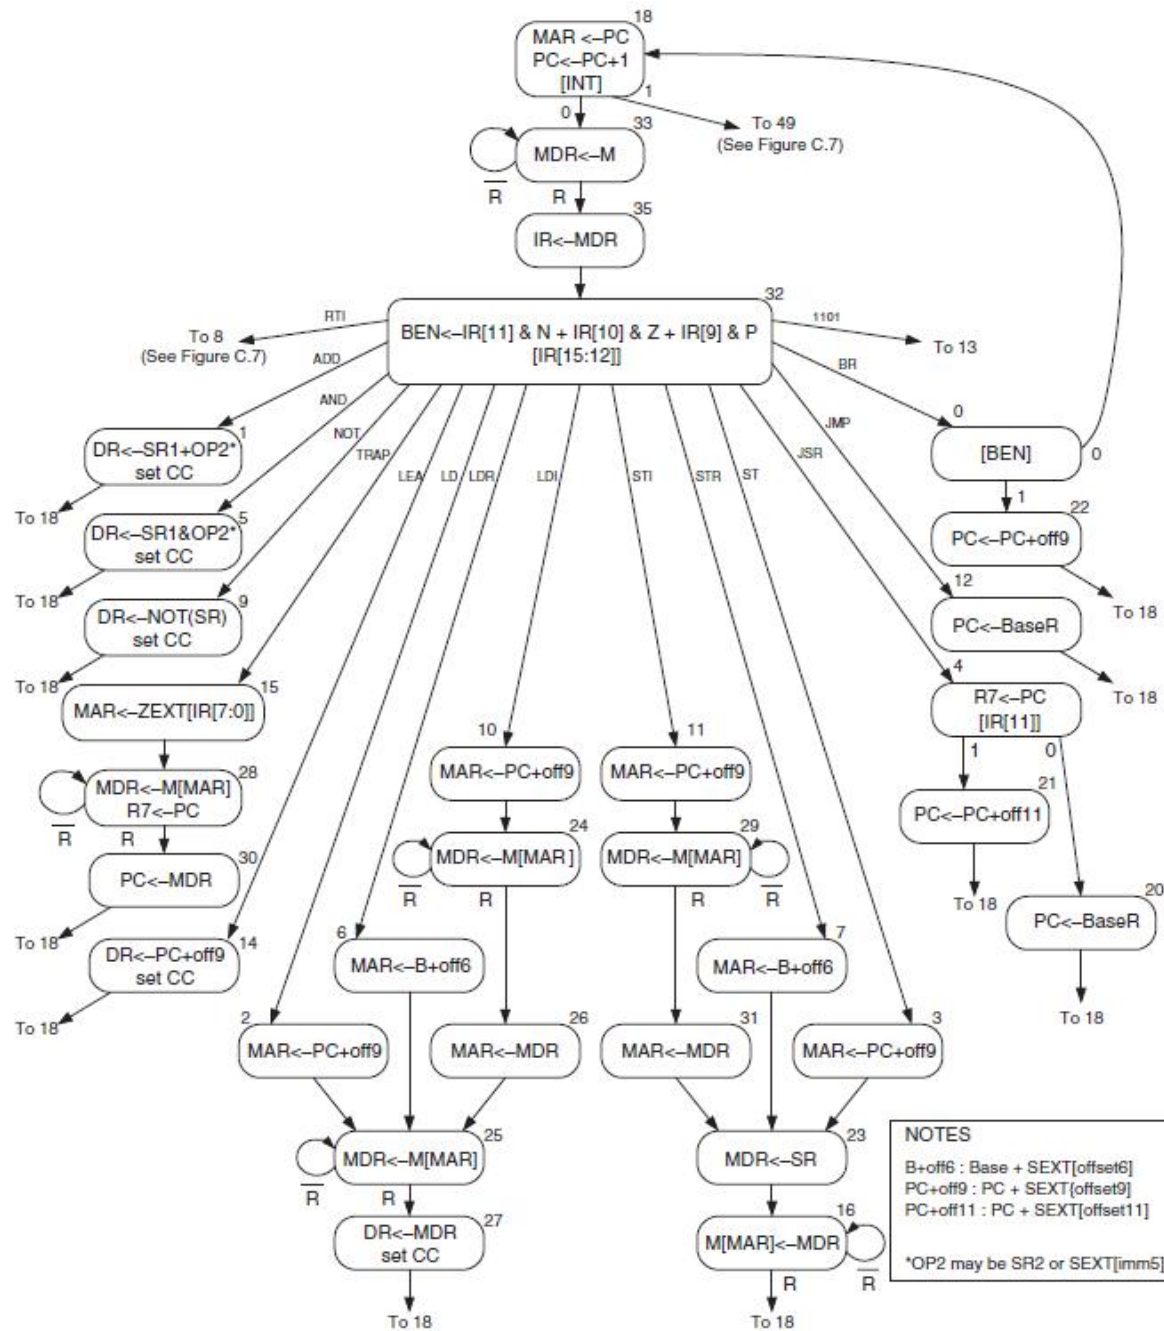 18
MAR <–PC
PC<–PC+1
[INT]
1
0
To 49
(See Figure C.7)
33
MDR<–M
R
R
35
IR<–MDR
32
BEN<–IR[11] & N + IR[10] & Z + IR[9] & P
[IR[15:12]]
RTI
To 8
(See Figure C.7)
1101
To 13
ADD
AND
NOT
TRAP
LEA
LD
LDR
LDI
STI
STR
ST
JSR
JMP
BR
1
DR<–SR1+OP2*
set CC
To 18
5
DR<–SR1&OP2*
set CC
To 18
9
DR<–NOT(SR)
set CC
To 18
15
MAR<–ZEXT[IR[7:0]]
28
MDR<–M[MAR]
R7<–PC
R
R
30
PC<–MDR
To 18
14
DR<–PC+off9
set CC
To 18
0
[BEN]
0
1
22
PC<–PC+off9
To 18
12
PC<–BaseR
To 18
4
R7<–PC
[IR[11]]
1
0
21
PC<–PC+off11
To 18
20
PC<–BaseR
To 18
10
MAR<–PC+off9
24
MDR<–M[MAR]
R
R
11
MAR<–PC+off9
29
MDR<–M[MAR]
R
R
6
MAR<–B+off6
7
MAR<–B+off6
2
MAR<–PC+off9
26
MAR<–MDR
31
MAR<–MDR
3
MAR<–PC+off9
25
MDR<–M[MAR]
R
R
27
DR<–MDR
set CC
To 18
23
MDR<–SR
16
M[MAR]<–MDR
R
R
To 18
NOTES
B+off6 : Base + SEXT[offset6]
PC+off9 : PC + SEXT{offset9]
PC+off11 : PC + SEXT[offset11]
*OP2 may be SR2 or SEXT[imm5]